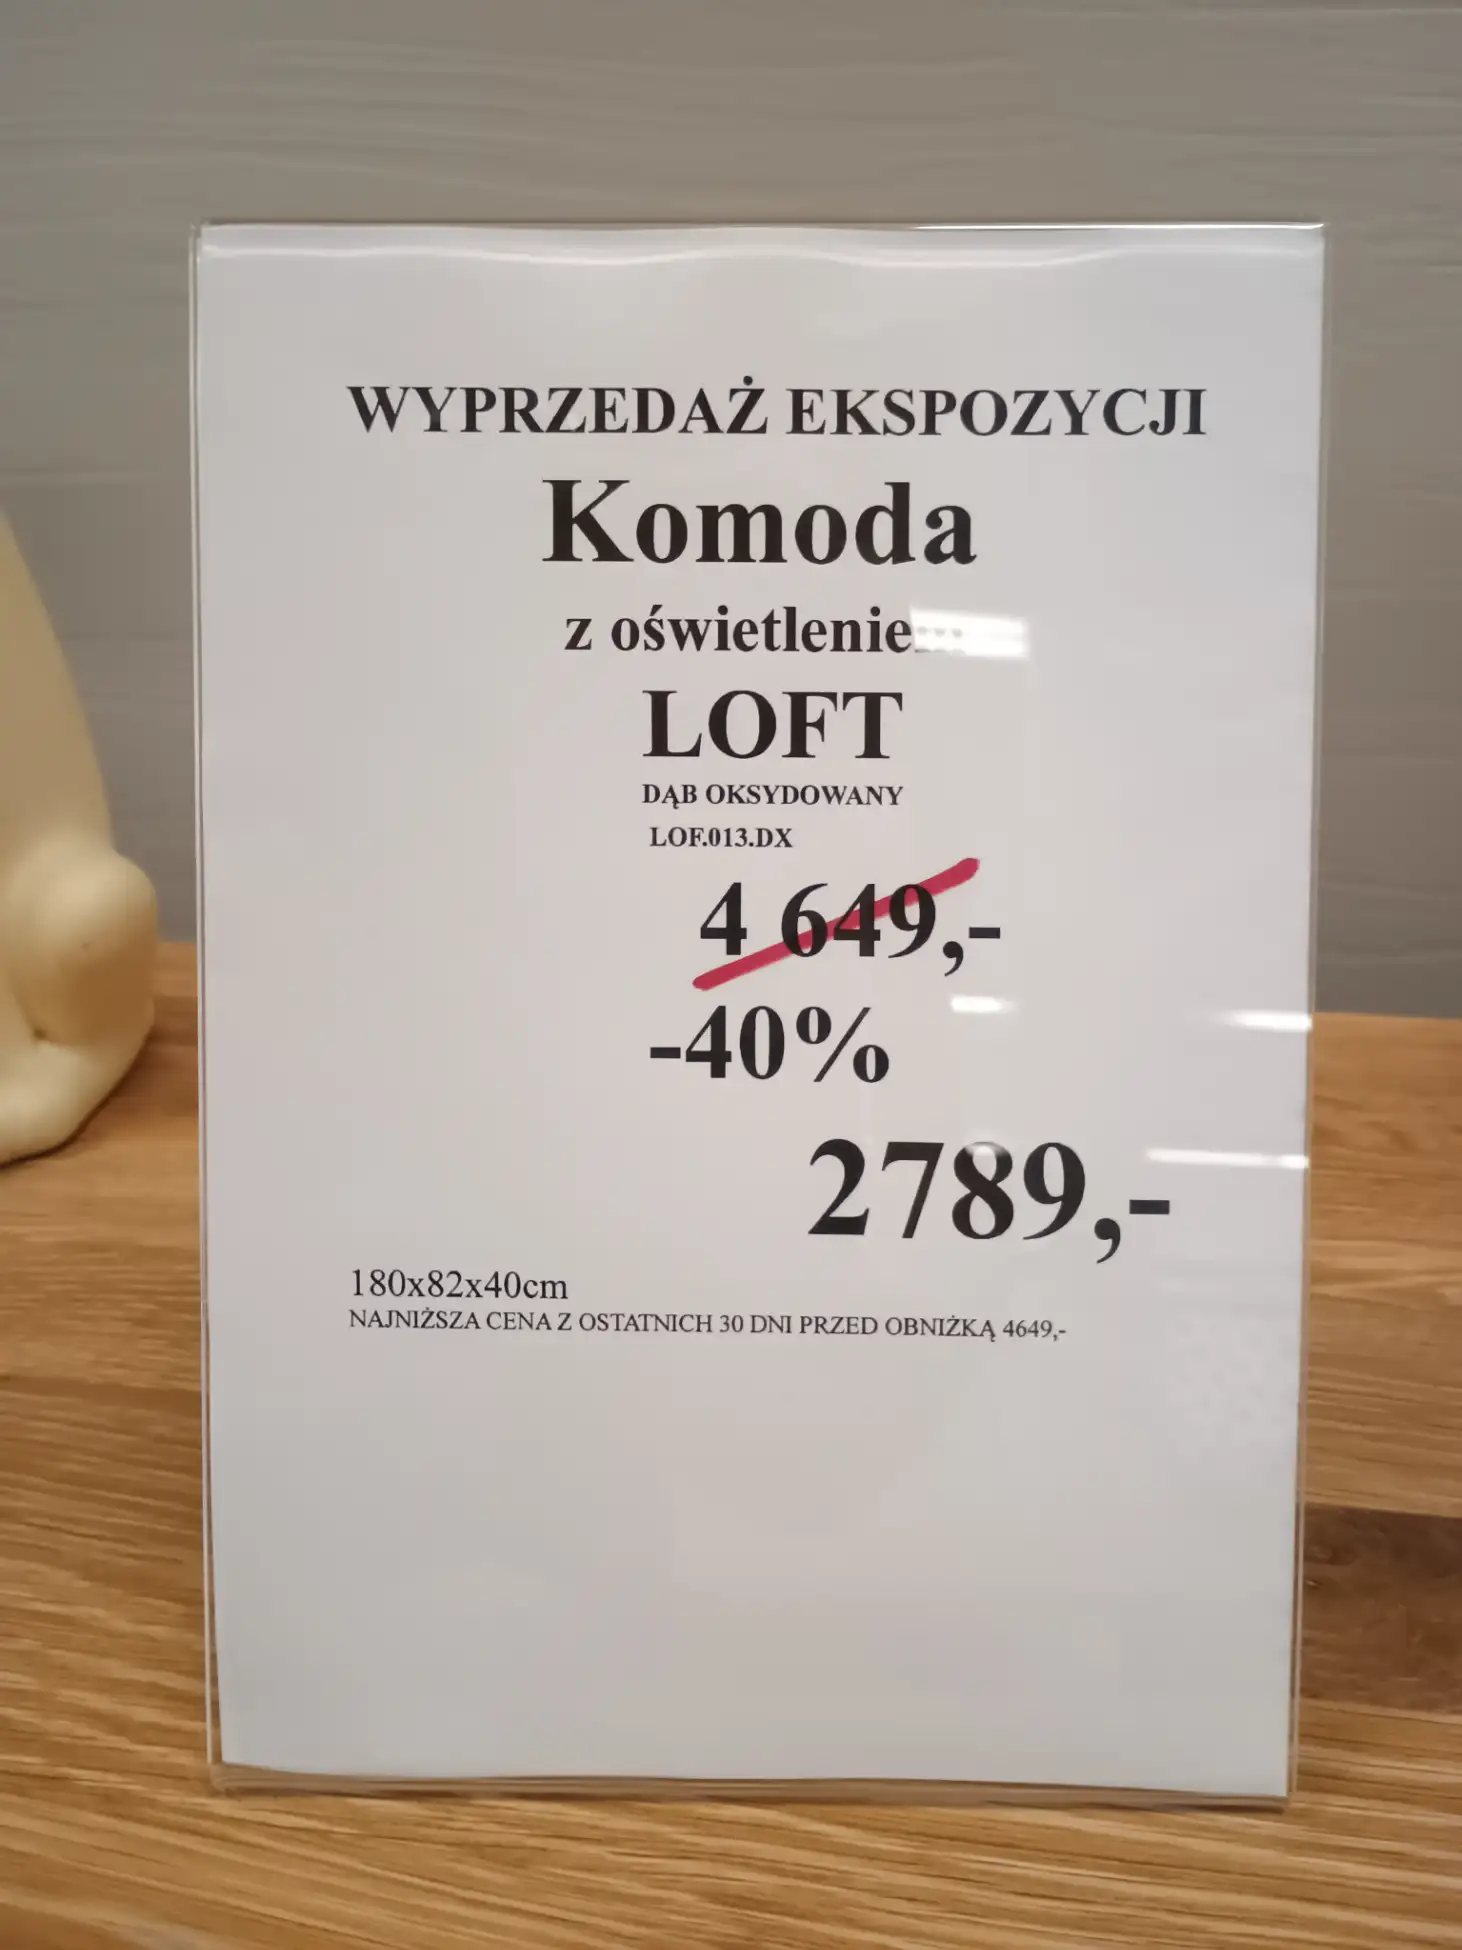 WYPRZEDAŻ EKSPOZYCJI
Komoda
z
LOFT
DĄB OKSYDOWANY
LOF.013.DX
4 649,-
-40%
2789,-
180x82x40cm
NAJNIŻSZA CENA Z OSTATNICH 30 DNI PRZED OBNIŻKĄ 4649,-